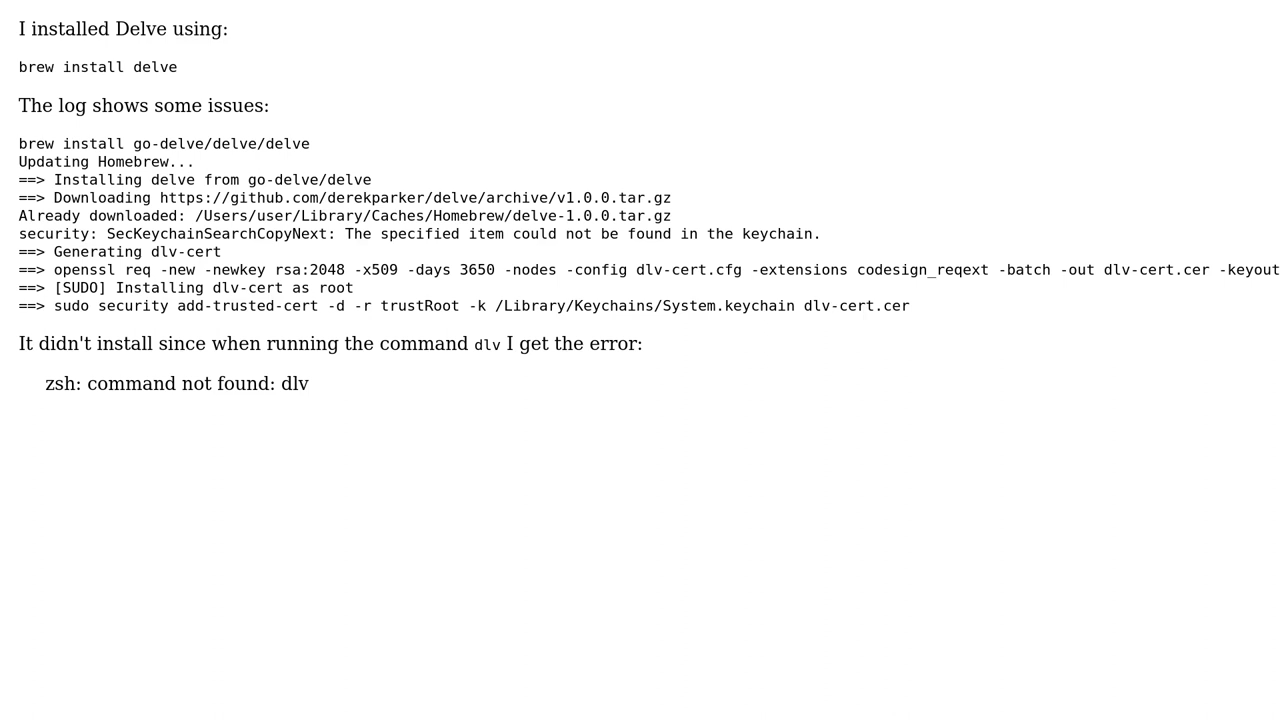 I installed Delve using:
brew install delve
The log shows some issues:
brew install go-delve/delve/delve
Updating Homebrew...
==> Installing delve from go-delve/delve
==> Downloading https://github.com/derekparker/delve/archive/v1.0.0.tar.gz
Already downloaded: /Users/user/Library/Caches/Homebrew/delve-1.0.0.tar.gz
security: SecKeychainSearchCopyNext: The specified item could not be found in the keychain.
==> Generating dlv-cert
==> openssl req -new -newkey rsa:2048 -x509 -days 3650 -nodes -config dlv-cert.cfg -extensions codesign_reqext -batch -out dlv-cert.cer -keyout
==> [SUDO] Installing dlv-cert as root
==> sudo security add-trusted-cert -d -r trustRoot -k /Library/Keychains/System.keychain dlv-cert.cer
It didn't install since when running the command dlv I get the error:
zsh: command not found: dlv